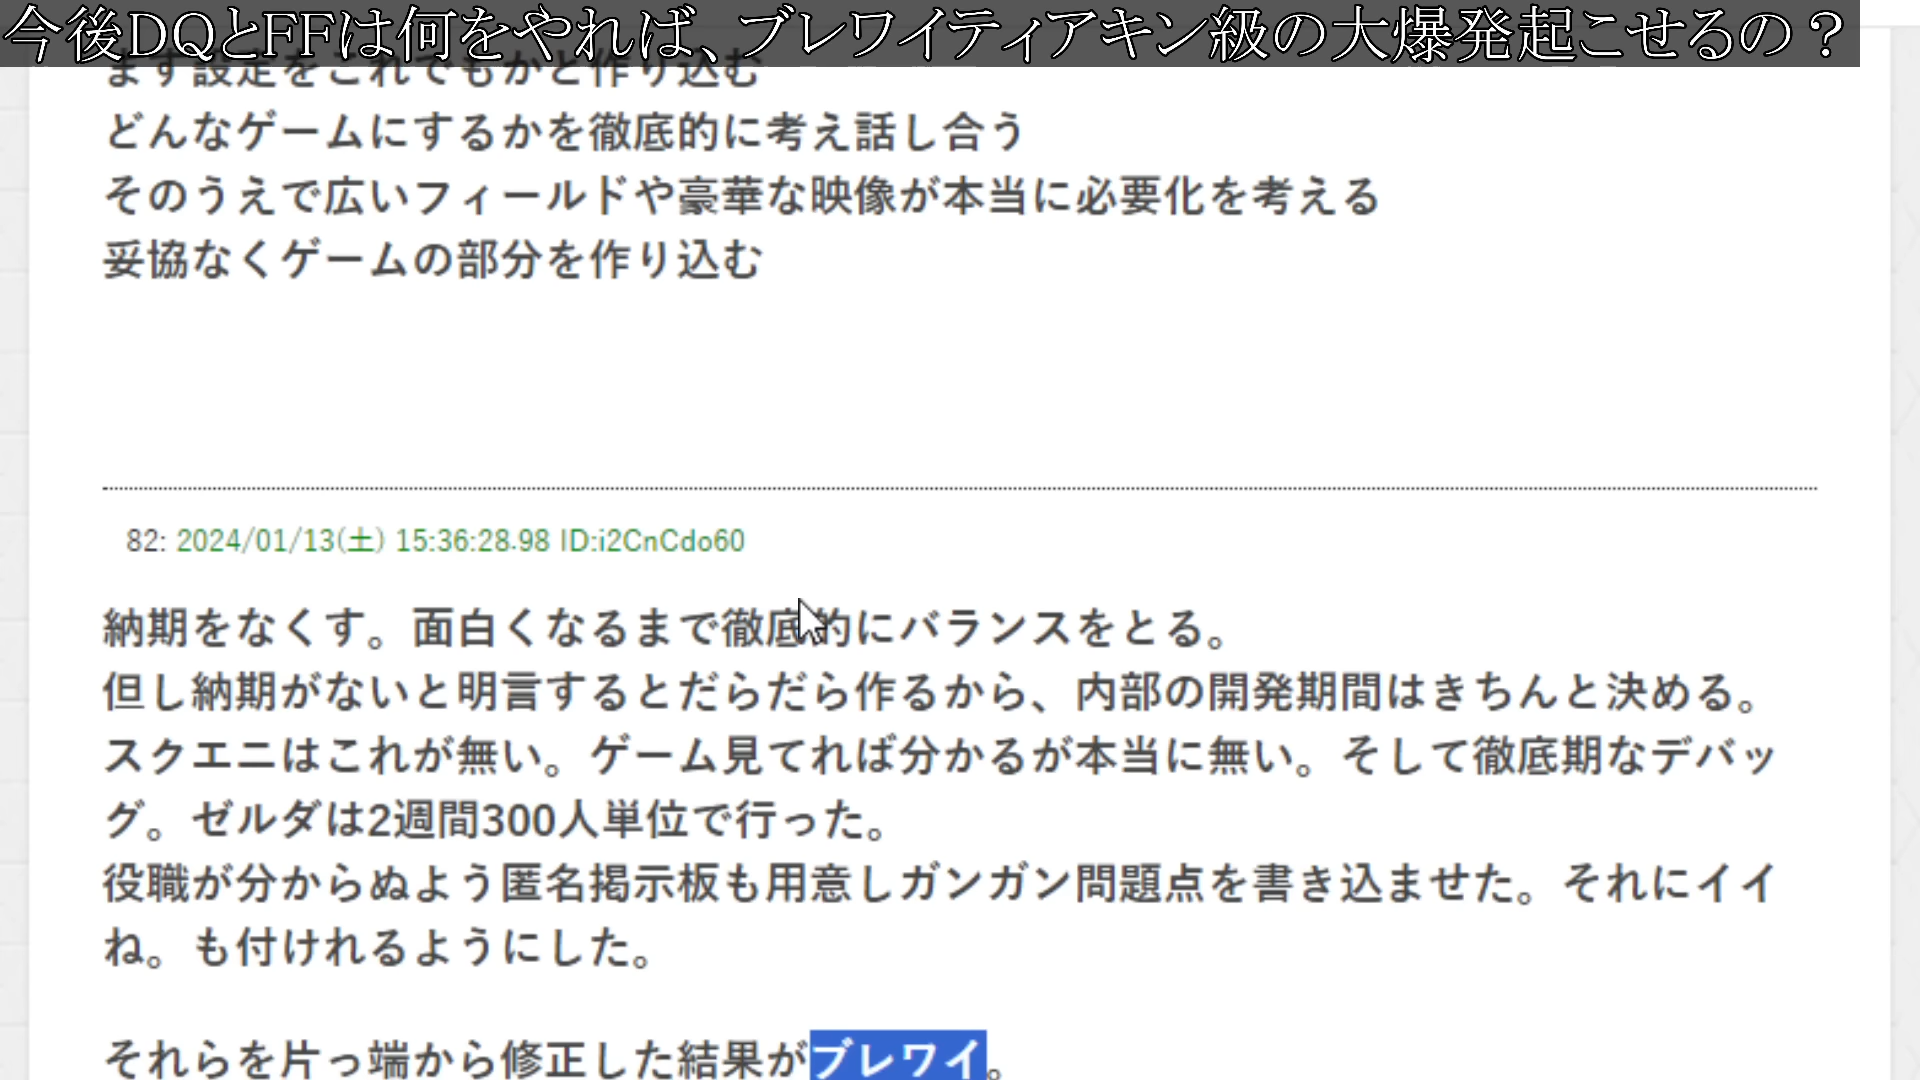 今後DQとFFは何をやれば、ブレワイティアキン級の大爆発起こせるの？
まず設定をこれでもかと作り込む
どんなゲームにするかを徹底的に考え話し合う
そのうえで広いフィールドや豪華な映像が本当に必要化を考える
妥協なくゲームの部分を作り込む
82: 2024/01/13(土) 15:36:28.98 ID:i2CnCdo60
納期をなくす。面白くなるまで徹底的にバランスをとる。
但し納期がないと明言するとだらだら作るから、内部の開発期間はきちんと決める。
スクエニはこれが無い。ゲーム見てれば分かるが本当に無い。そして徹底期なデバッ
グ。ゼルダは2週間300人単位で行った。
役職が分からぬよう匿名掲示板も用意しガンガン問題点を書き込ませた。それにイイ
ね。も付けれるようにした。
それらを片っ端から修正した結果がブレワイ。